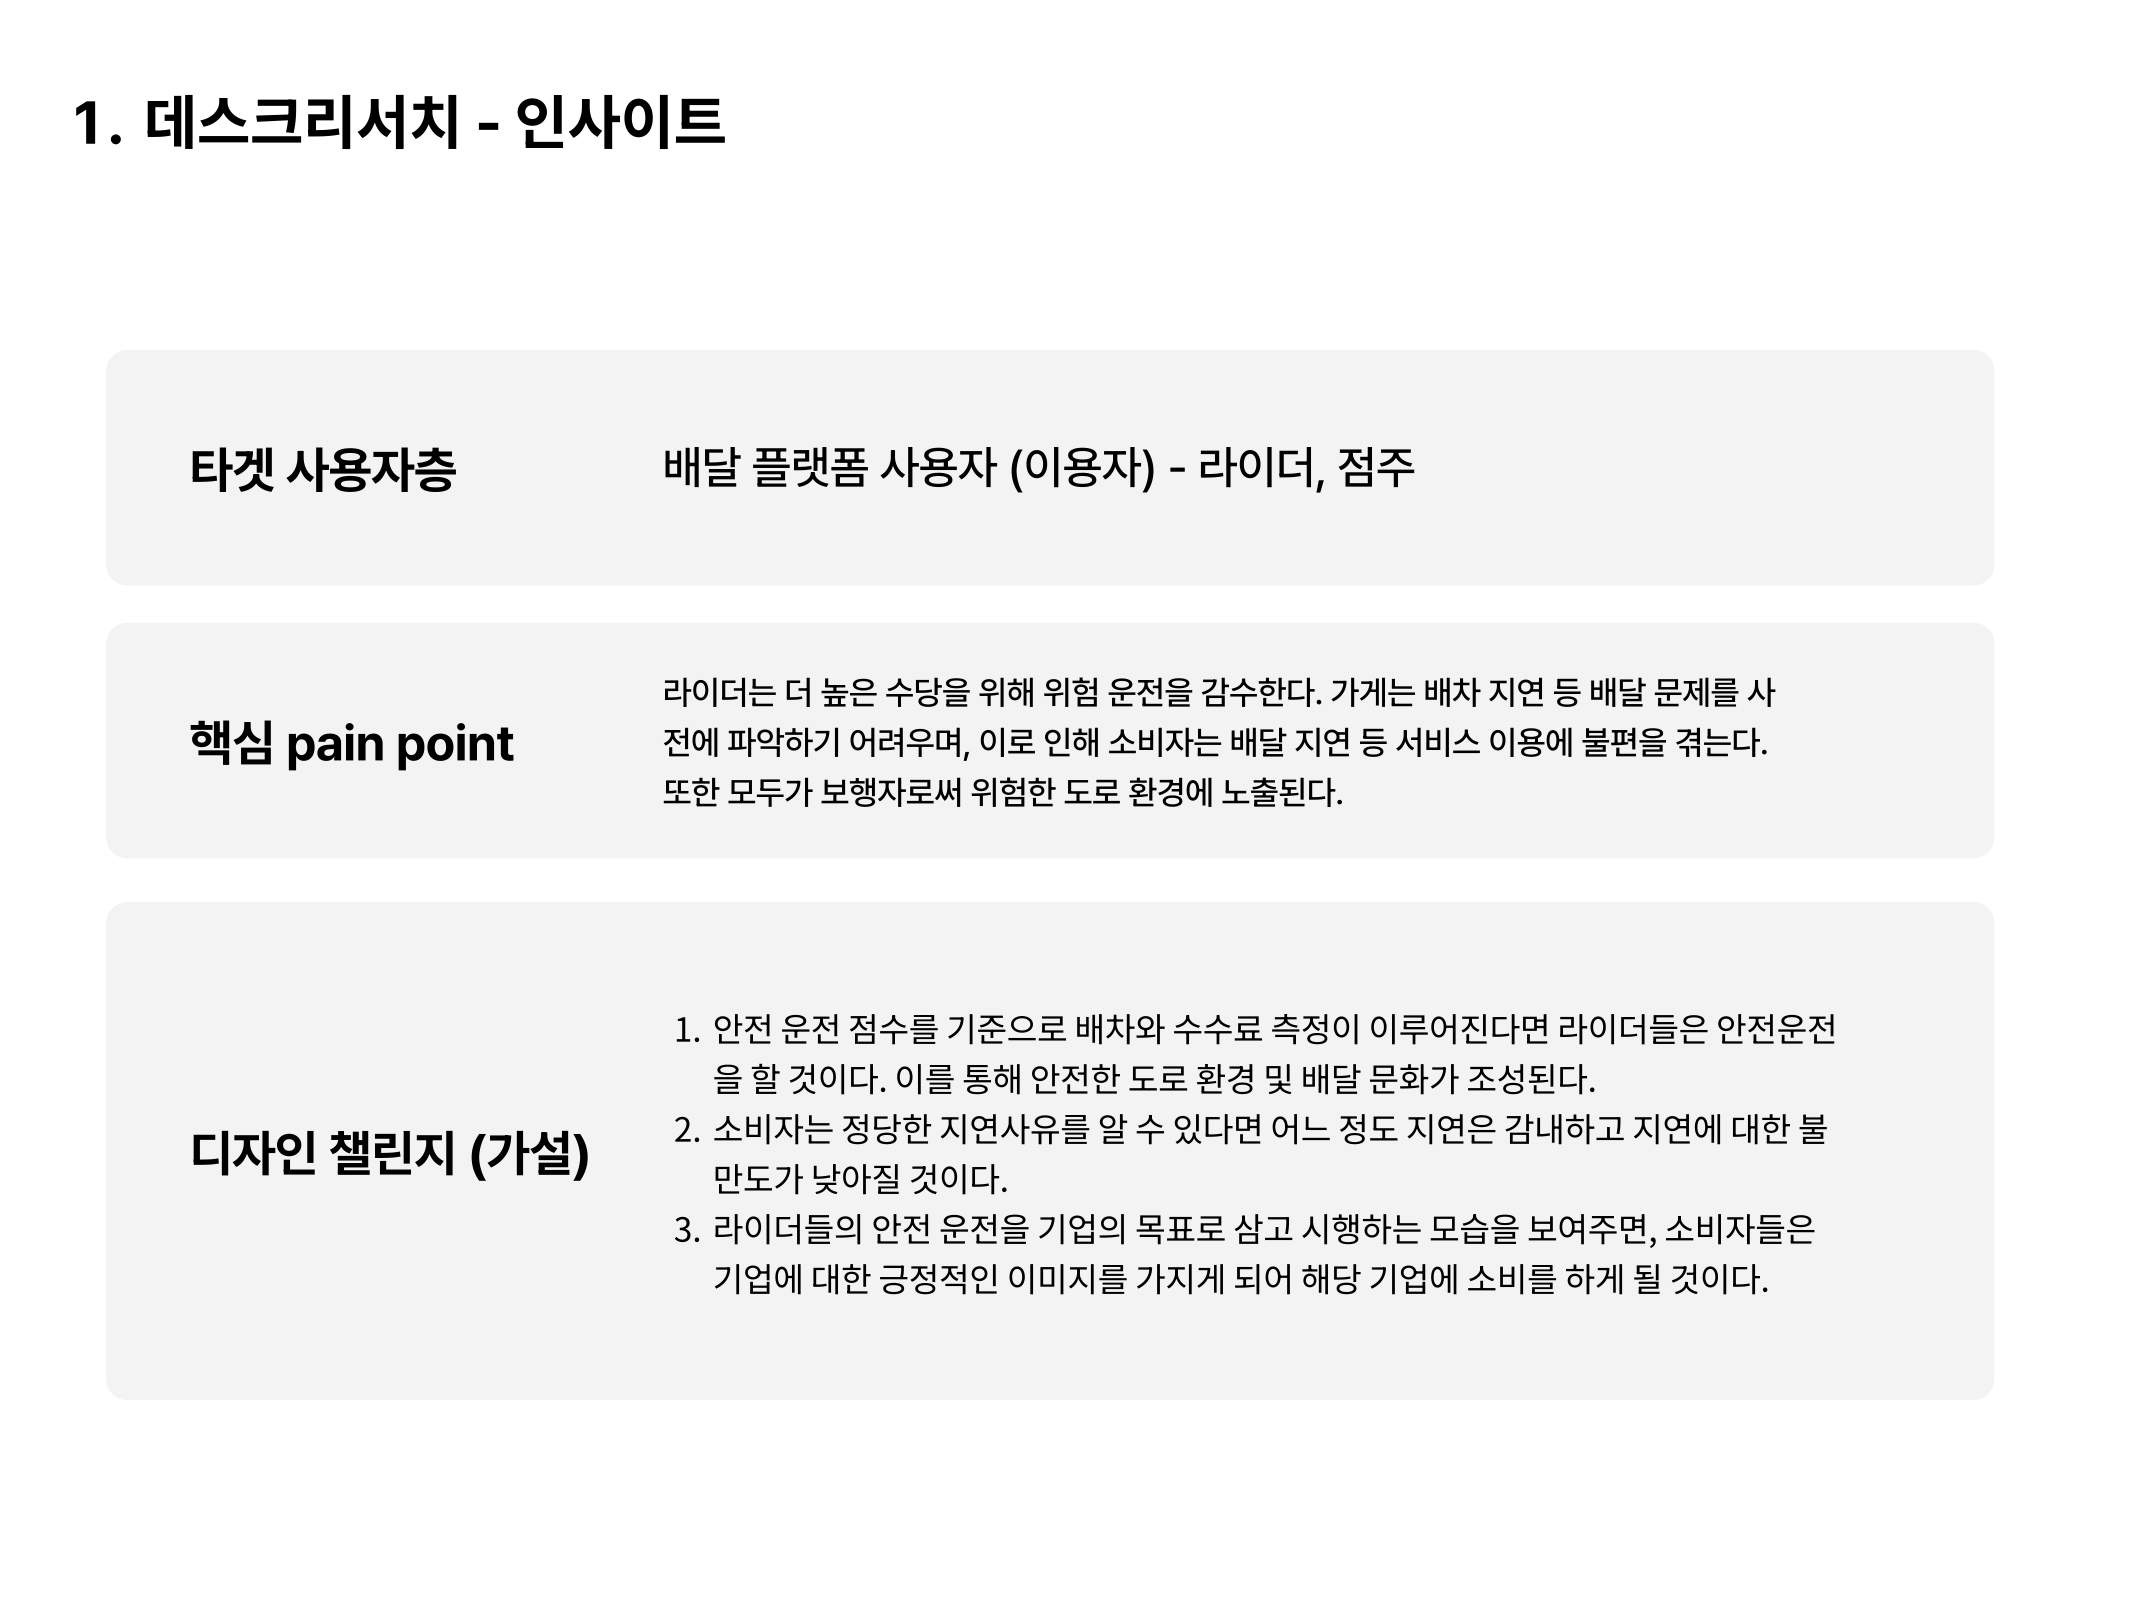 1. 데스크리서치 - 인사이트
타겟 사용자층
배달 플랫폼 사용자 (이용자) - 라이더, 점주
핵심 pain point
라이더는 더 높은 수당을 위해 위험 운전을 감수한다. 가게는 배차 지연 등 배달 문제를 사
전에 파악하기 어려우며, 이로 인해 소비자는 배달 지연 등 서비스 이용에 불편을 겪는다.
또한 모두가 보행자로써 위험한 도로 환경에 노출된다.
디자인 챌린지 (가설)
1. 안전 운전 점수를 기준으로 배차와 수수료 측정이 이루어진다면 라이더들은 안전운전
을 할 것이다. 이를 통해 안전한 도로 환경 및 배달 문화가 조성된다.
2. 소비자는 정당한 지연사유를 알 수 있다면 어느 정도 지연은 감내하고 지연에 대한 불
만도가 낮아질 것이다.
3. 라이더들의 안전 운전을 기업의 목표로 삼고 시행하는 모습을 보여주면, 소비자들은
기업에 대한 긍정적인 이미지를 가지게 되어 해당 기업에 소비를 하게 될 것이다.